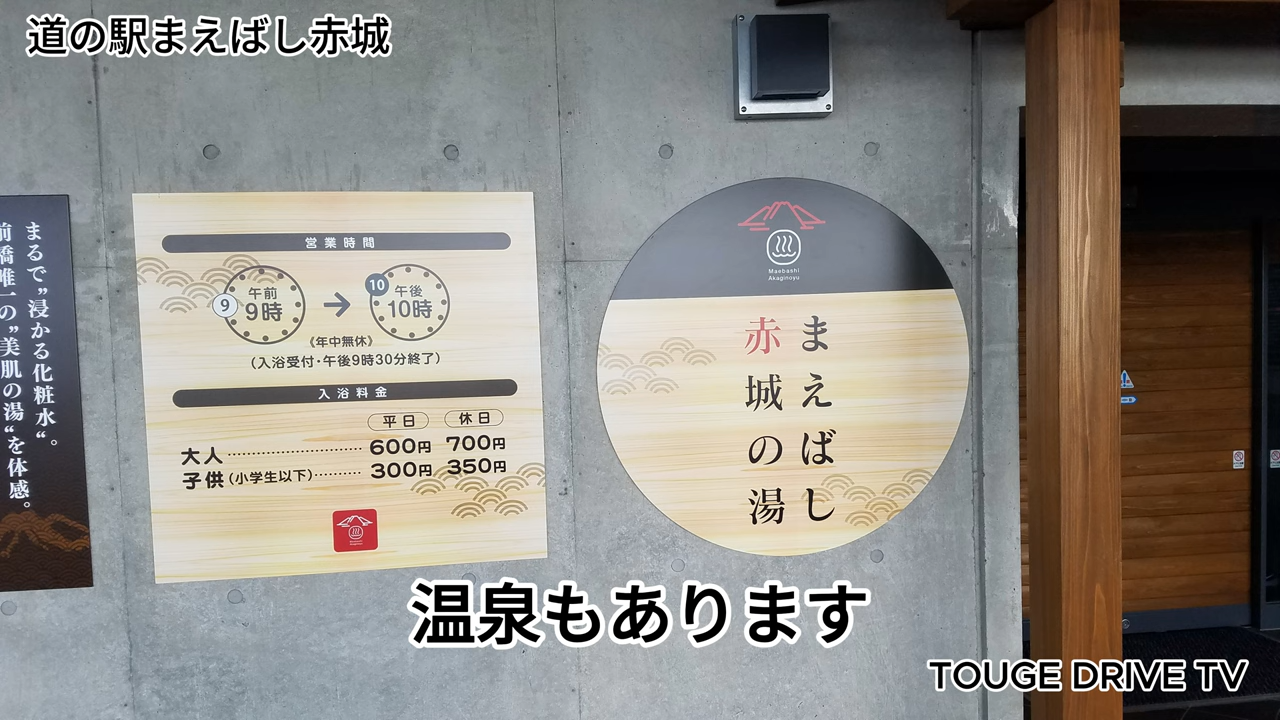 道の駅まえばし赤城
まるで"浸かる化粧水"。
前橋唯一の"美肌の湯"を体感。
営業時間
9
午前
9時
10
午後
10時
《年中無休》
(入浴受付・午後9時30分終了)
入浴料金
平日 休日
大人 600円 700円
子供(小学生以下) 300円 350円
Maebashi
Akaginoyu
まえばし
赤城の湯
温泉もあります
TOUGE DRIVE TV